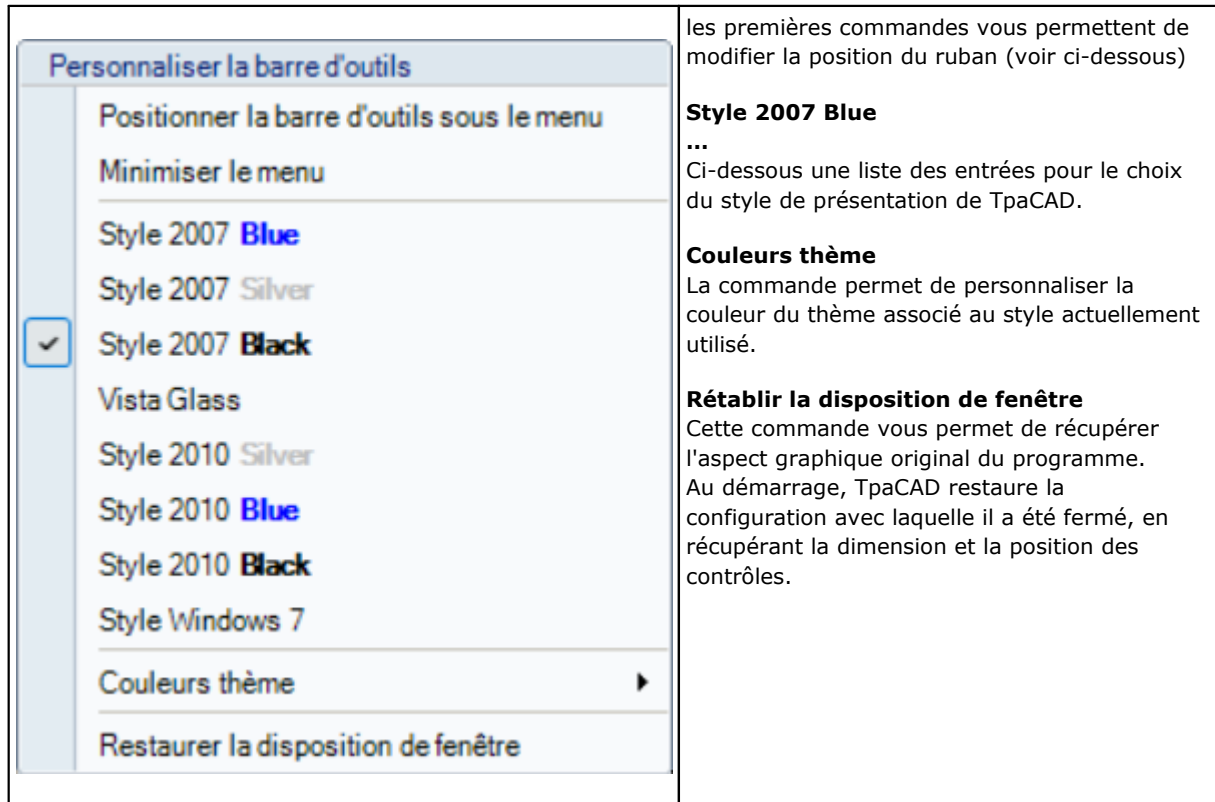 Personnaliser la barre d'outils
Positionner la barre d'outils sous le menu
Minimiser le menu
Style 2007 Blue
Style 2007 Silver
Style 2007 Black
Vista Glass
Style 2010 Silver
Style 2010 Blue
Style 2010 Black
Style Windows 7
Couleurs thème
Restaurer la disposition de fenêtre
les premières commandes vous permettent de
modifier la position du ruban (voir ci-dessous)
Style 2007 Blue
...
Ci-dessous une liste des entrées pour le choix
du style de présentation de TpaCAD.
Couleurs thème
La commande permet de personnaliser la
couleur du thème associé au style actuellement
utilisé.
Rétablir la disposition de fenêtre
Cette commande vous permet de récupérer
l'aspect graphique original du programme.
Au démarrage, TpaCAD restaure la
configuration avec laquelle il a été fermé, en
récupérant la dimension et la position des
contrôles.